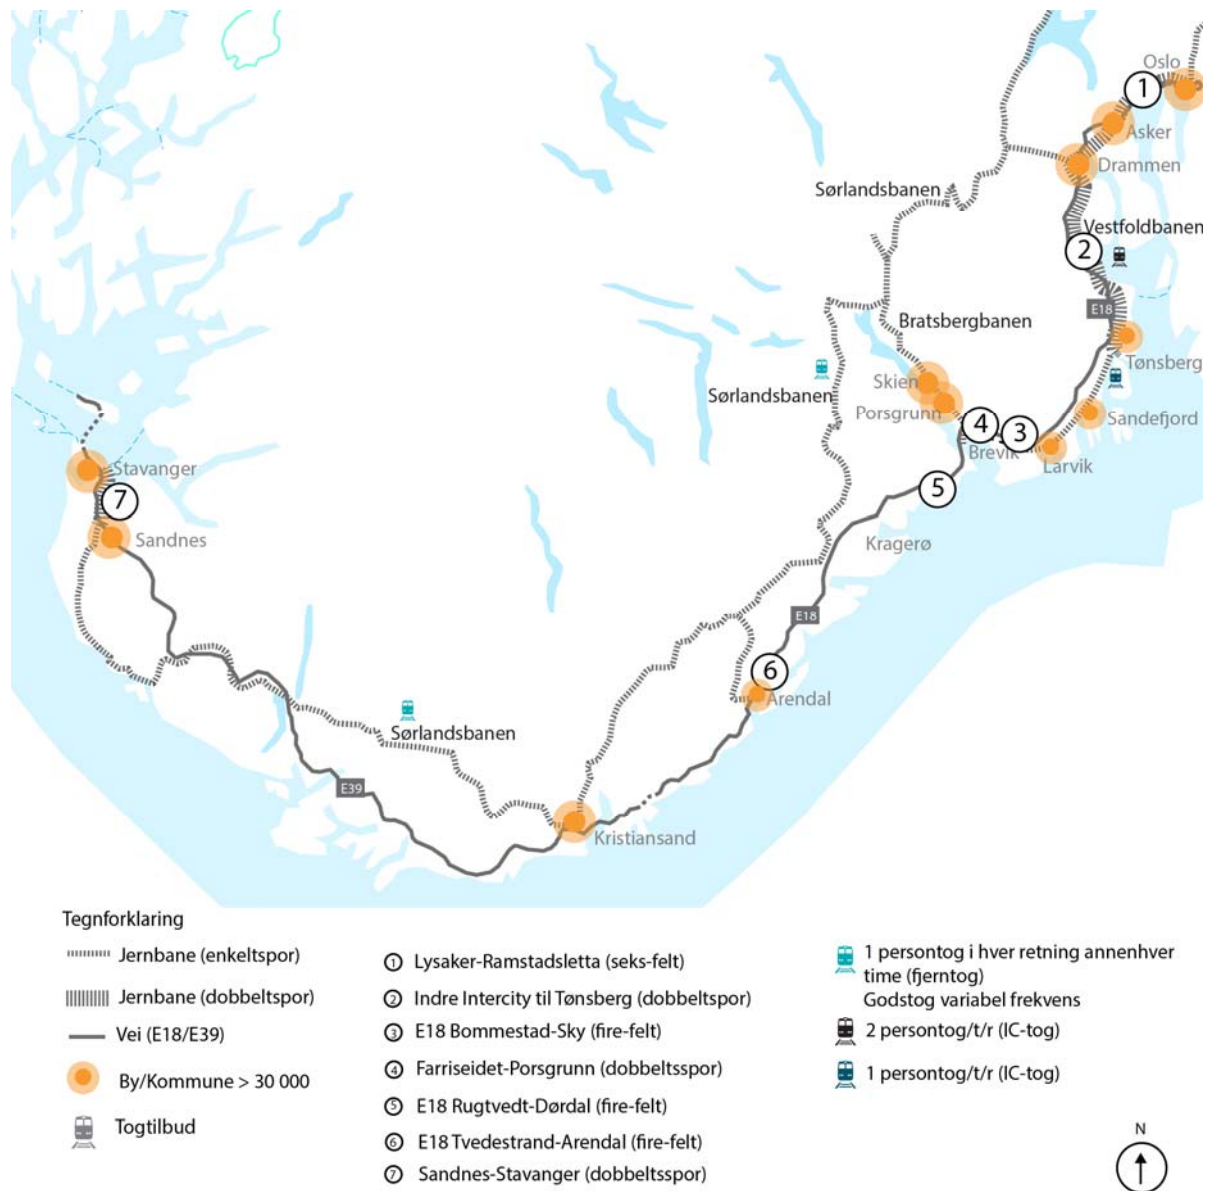 Oslo
1
Asker
Drammen
Sørlandsbanen
Vestfoldbanen
2
E18
Bratsbergbanen
Tønsberg
Skien
Sørlandsbanen
Porsgrunn
Sandefjord
4
3
Brevik
Larvik
Stavanger
7
5
Sandnes
Kragerø
E18
6
Arendal
Sørlandsbanen
E39
Kristiansand
Tegnforklaring
Jernbane (enkeltspor)
Jernbane (dobbeltspor)
Vei (E18/E39)
By/Kommune > 30 000
Togtilbud
1 Lysaker-Ramstadsletta (seks-felt)
2 Indre Intercity til Tønsberg (dobbeltspor)
3 E18 Bommestad-Sky (fire-felt)
4 Farriseidet-Porsgrunn (dobbeltsspor)
5 E18 Rugtvedt-Dørdal (fire-felt)
6 E18 Tvedestrand-Arendal (fire-felt)
7 Sandnes-Stavanger (dobbeltsspor)
1 persontog i hver retning annenhver
time (fjerntog)
Godstog variabel frekvens
2 persontog/t/r (IC-tog)
1 persontog/t/r (IC-tog)
N